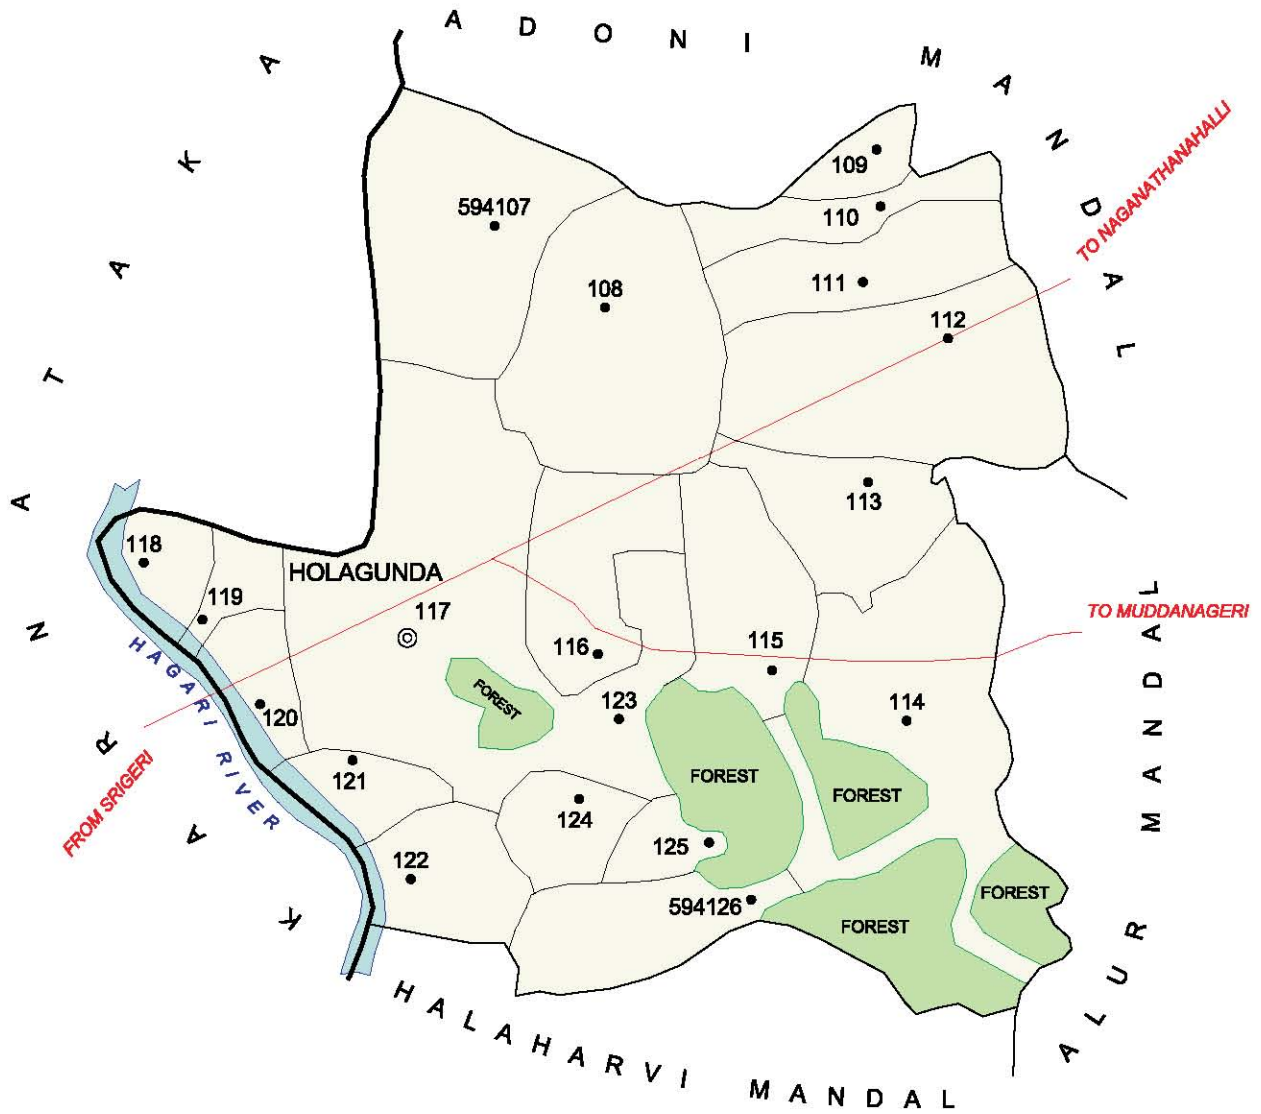 ADONI MANDAL
KARNATAKA
TO NAGANATHANAHALLI
109
594107
110
111
108
112
113
118
HOLAGUNDA
119
117
TO MUDDANAGERI
116
115
HAGARI RIVER
FOREST
123
114
120
121
FOREST
FOREST
FROM SRIGERI
124
125
122
FOREST
594126
FOREST
ALUR MANDAL
HALAHARVI MANDAL